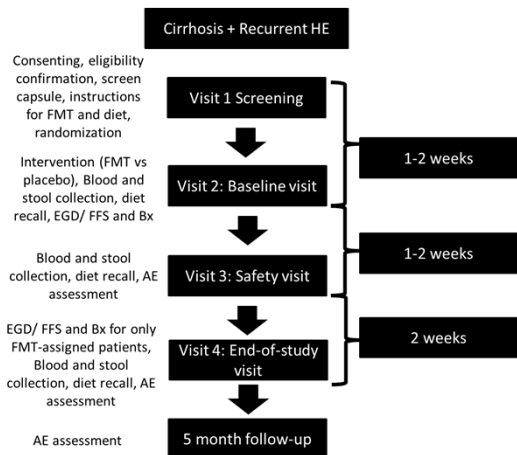 Cirrhosis + Recurrent HE
Consenting, eligibility
confirmation, screen
capsule, instructions
for FMT and diet,
randomization
Visit 1 Screening
1-2 weeks
Intervention (FMT vs
placebo), Blood and
stool collection, diet
recall, EGD/ FFS and Bx
Visit 2: Baseline visit
1-2 weeks
Blood and stool
collection, diet recall, AE
assessment
Visit 3: Safety visit
2 weeks
EGD/ FFS and Bx for only
FMT-assigned patients,
Blood and stool
collection, diet recall, AE
assessment
Visit 4: End-of-study
visit
AE assessment
5 month follow-up